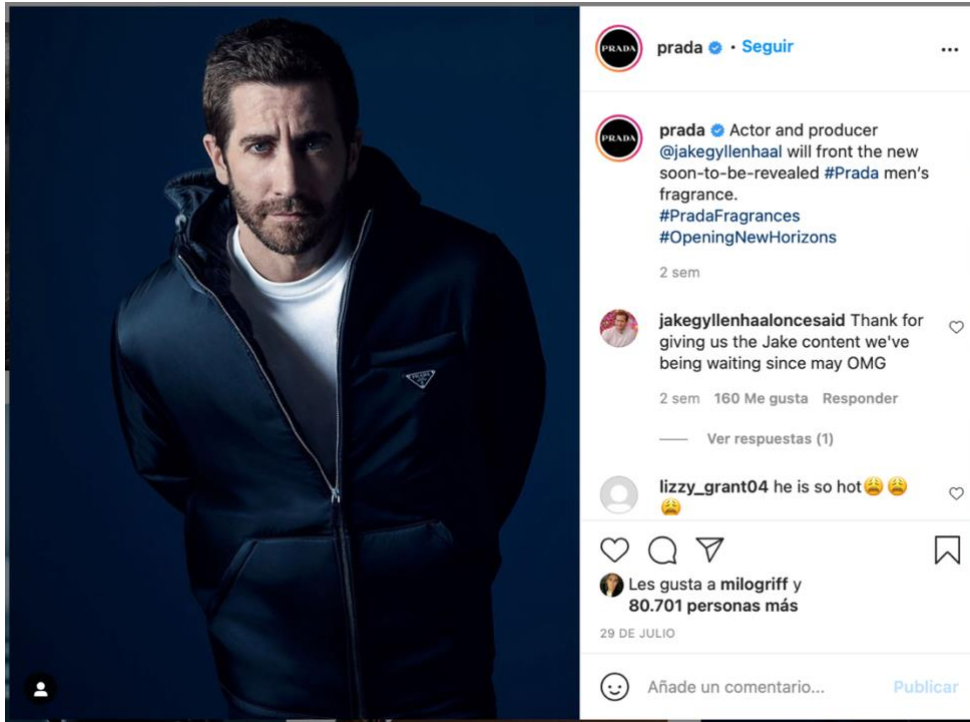 PRADA
prada • Seguir
PRADA
prada Actor and producer
@jakegyllenhaal will front the new
soon-to-be-revealed #Prada men's
fragrance.
#PradaFragrances
#OpeningNewHorizons
2 sem
jakegyllenhaaloncesaid Thank for
giving us the Jake content we've
being waiting since may OMG
2 sem 160 Me gusta Responder
Ver respuestas (1)
lizzy_grant04 he is so hot😩😩
😩
Les gusta a milogriff y
80.701 personas más
29 DE JULIO
Añade un comentario...
Publicar
PRADA